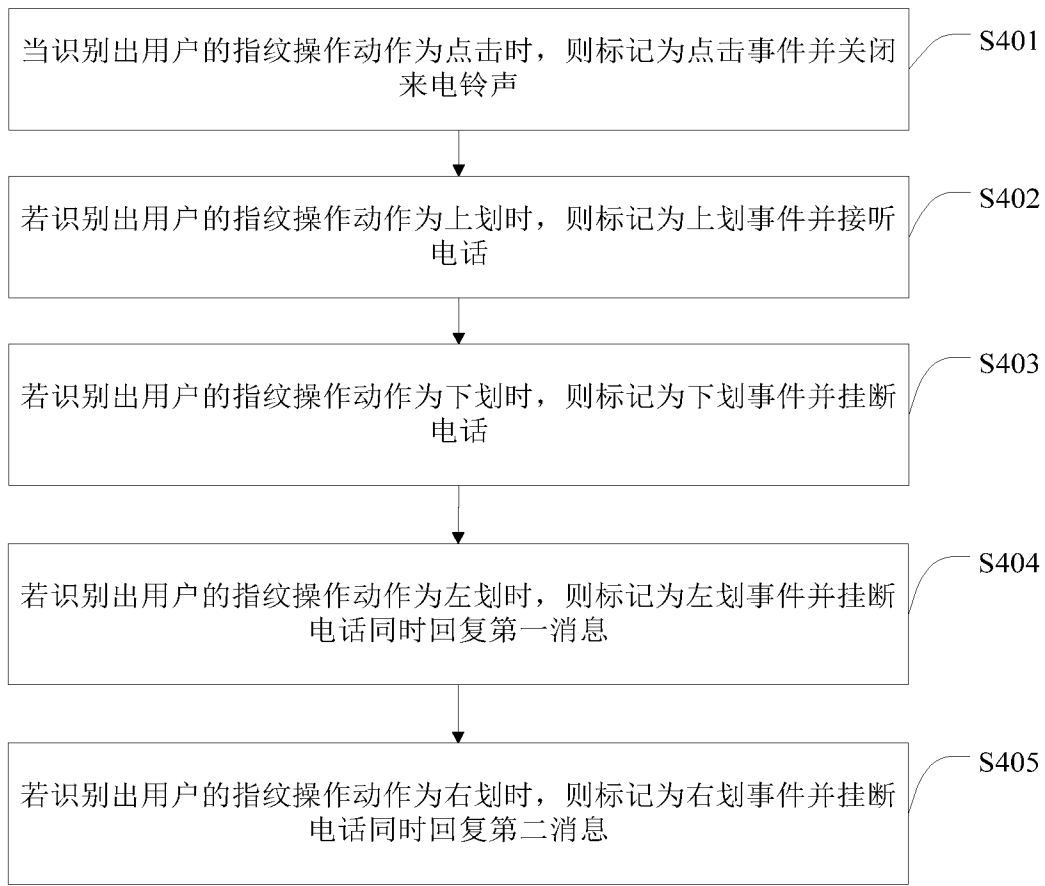 当识别出用户的指纹操作动作为点击时，则标记为点击事件并关闭
来电铃声
S401
若识别出用户的指纹操作动作为上划时，则标记为上划事件并接听
电话
S402
若识别出用户的指纹操作动作为下划时，则标记为下划事件并挂断
电话
S403
若识别出用户的指纹操作动作为左划时，则标记为左划事件并挂断
电话同时回复第一消息
S404
若识别出用户的指纹操作动作为右划时，则标记为右划事件并挂断
电话同时回复第二消息
S405